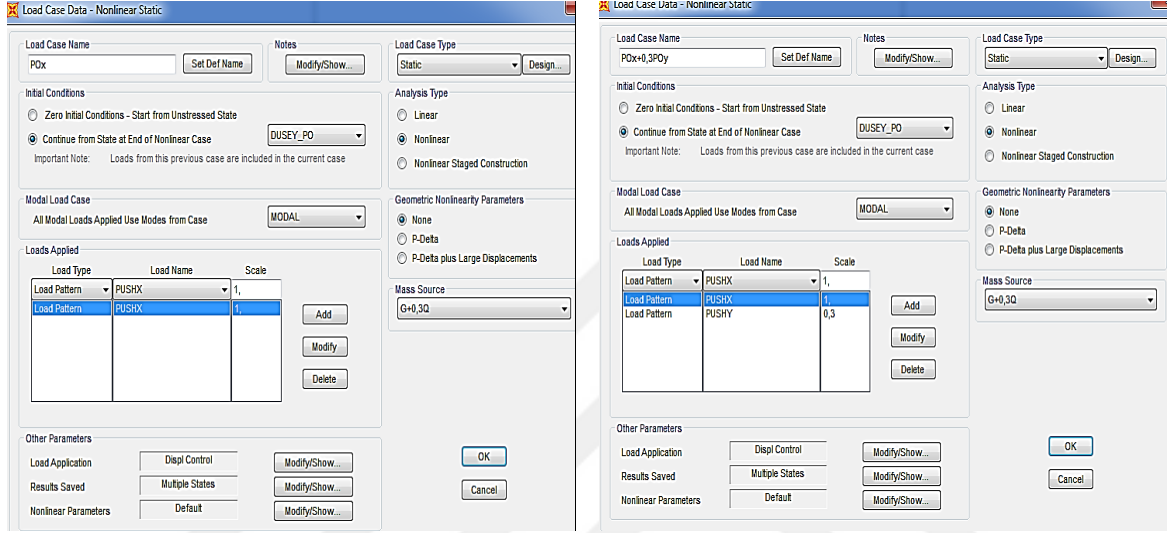 Load Case Data - Nonlinear Static
Load Case Name
POx
Set Def Name
Notes
Modify/Show...
Load Case Type
Static
Design...
Initial Conditions
Zero Initial Conditions - Start from Unstressed State
Continue from State at End of Nonlinear Case
DUSEY_PO
Important Note: Loads from this previous case are included in the current case
Analysis Type
Linear
Nonlinear
Nonlinear Staged Construction
Modal Load Case
All Modal Loads Applied Use Modes from Case
MODAL
Geometric Nonlinearity Parameters
None
P-Delta
P-Delta plus Large Displacements
Loads Applied
Load Type Load Name Scale
Load Pattern PUSHX 1,
Load Pattern PUSHX 1,
Add
Modify
Delete
Mass Source
G+0,3Q
Other Parameters
Load Application Displ Control Modify/Show...
Results Saved Multiple States Modify/Show...
Nonlinear Parameters Default Modify/Show...
OK
Cancel
Load Case Data - Nonlinear Static
Load Case Name
POx+0,3POy
Set Def Name
Notes
Modify/Show...
Load Case Type
Static
Design...
Initial Conditions
Zero Initial Conditions - Start from Unstressed State
Continue from State at End of Nonlinear Case
DUSEY_PO
Important Note: Loads from this previous case are included in the current case
Analysis Type
Linear
Nonlinear
Nonlinear Staged Construction
Modal Load Case
All Modal Loads Applied Use Modes from Case
MODAL
Geometric Nonlinearity Parameters
None
P-Delta
P-Delta plus Large Displacements
Loads Applied
Load Type Load Name Scale
Load Pattern PUSHX 1,
Load Pattern PUSHX 1,
Load Pattern PUSHY 0,3
Add
Modify
Delete
Mass Source
G+0,3Q
Other Parameters
Load Application Displ Control Modify/Show...
Results Saved Multiple States Modify/Show...
Nonlinear Parameters Default Modify/Show...
OK
Cancel